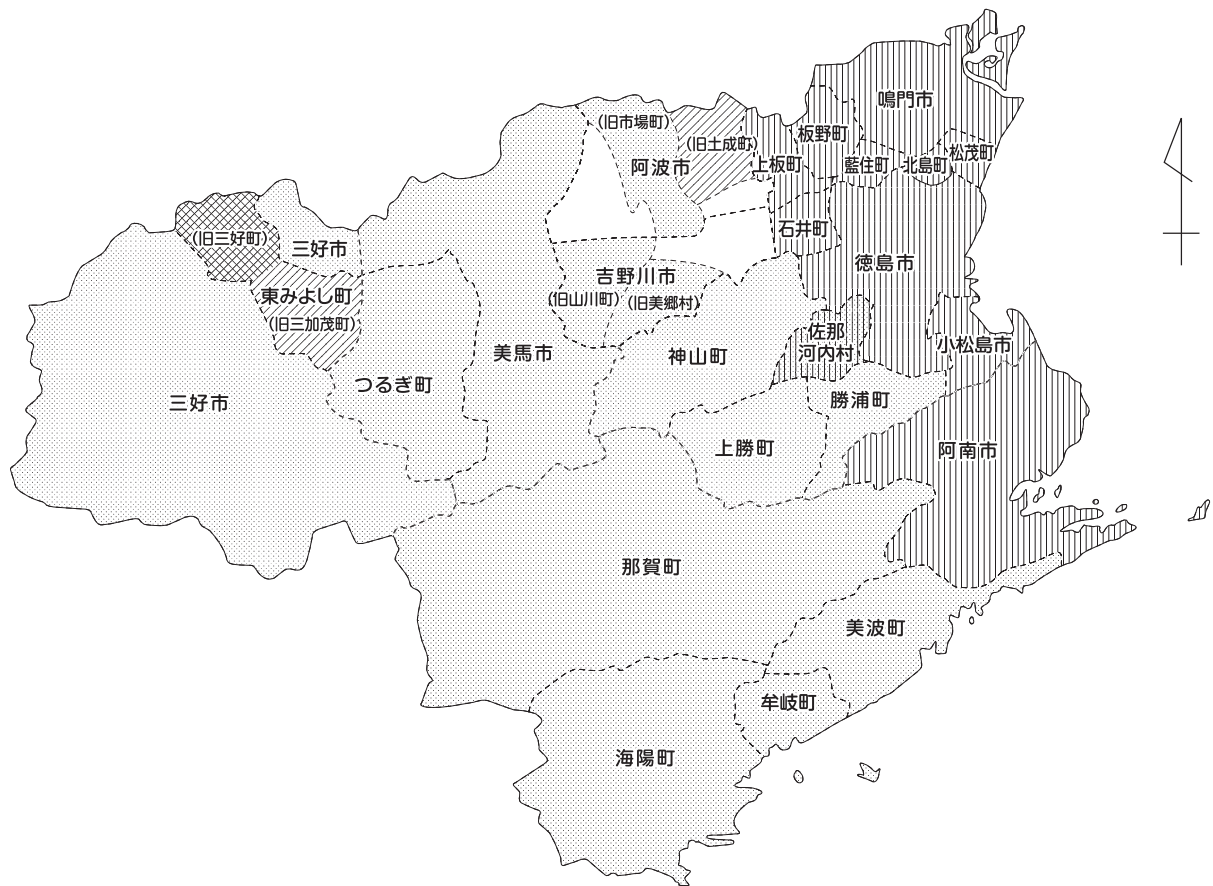 鳴門市
(旧市場町)
板野町
(旧土成町)
松茂町
阿波市
上板町
藍住町
北島町
石井町
(旧三好町)
三好市
徳島市
吉野川市
東みよし町
(旧山川町)
(旧美郷村)
(旧三加茂町)
佐那
河内村
小松島市
美馬市
神山町
つるぎ町
三好市
勝浦町
上勝町
阿南市
那賀町
美波町
牟岐町
海陽町